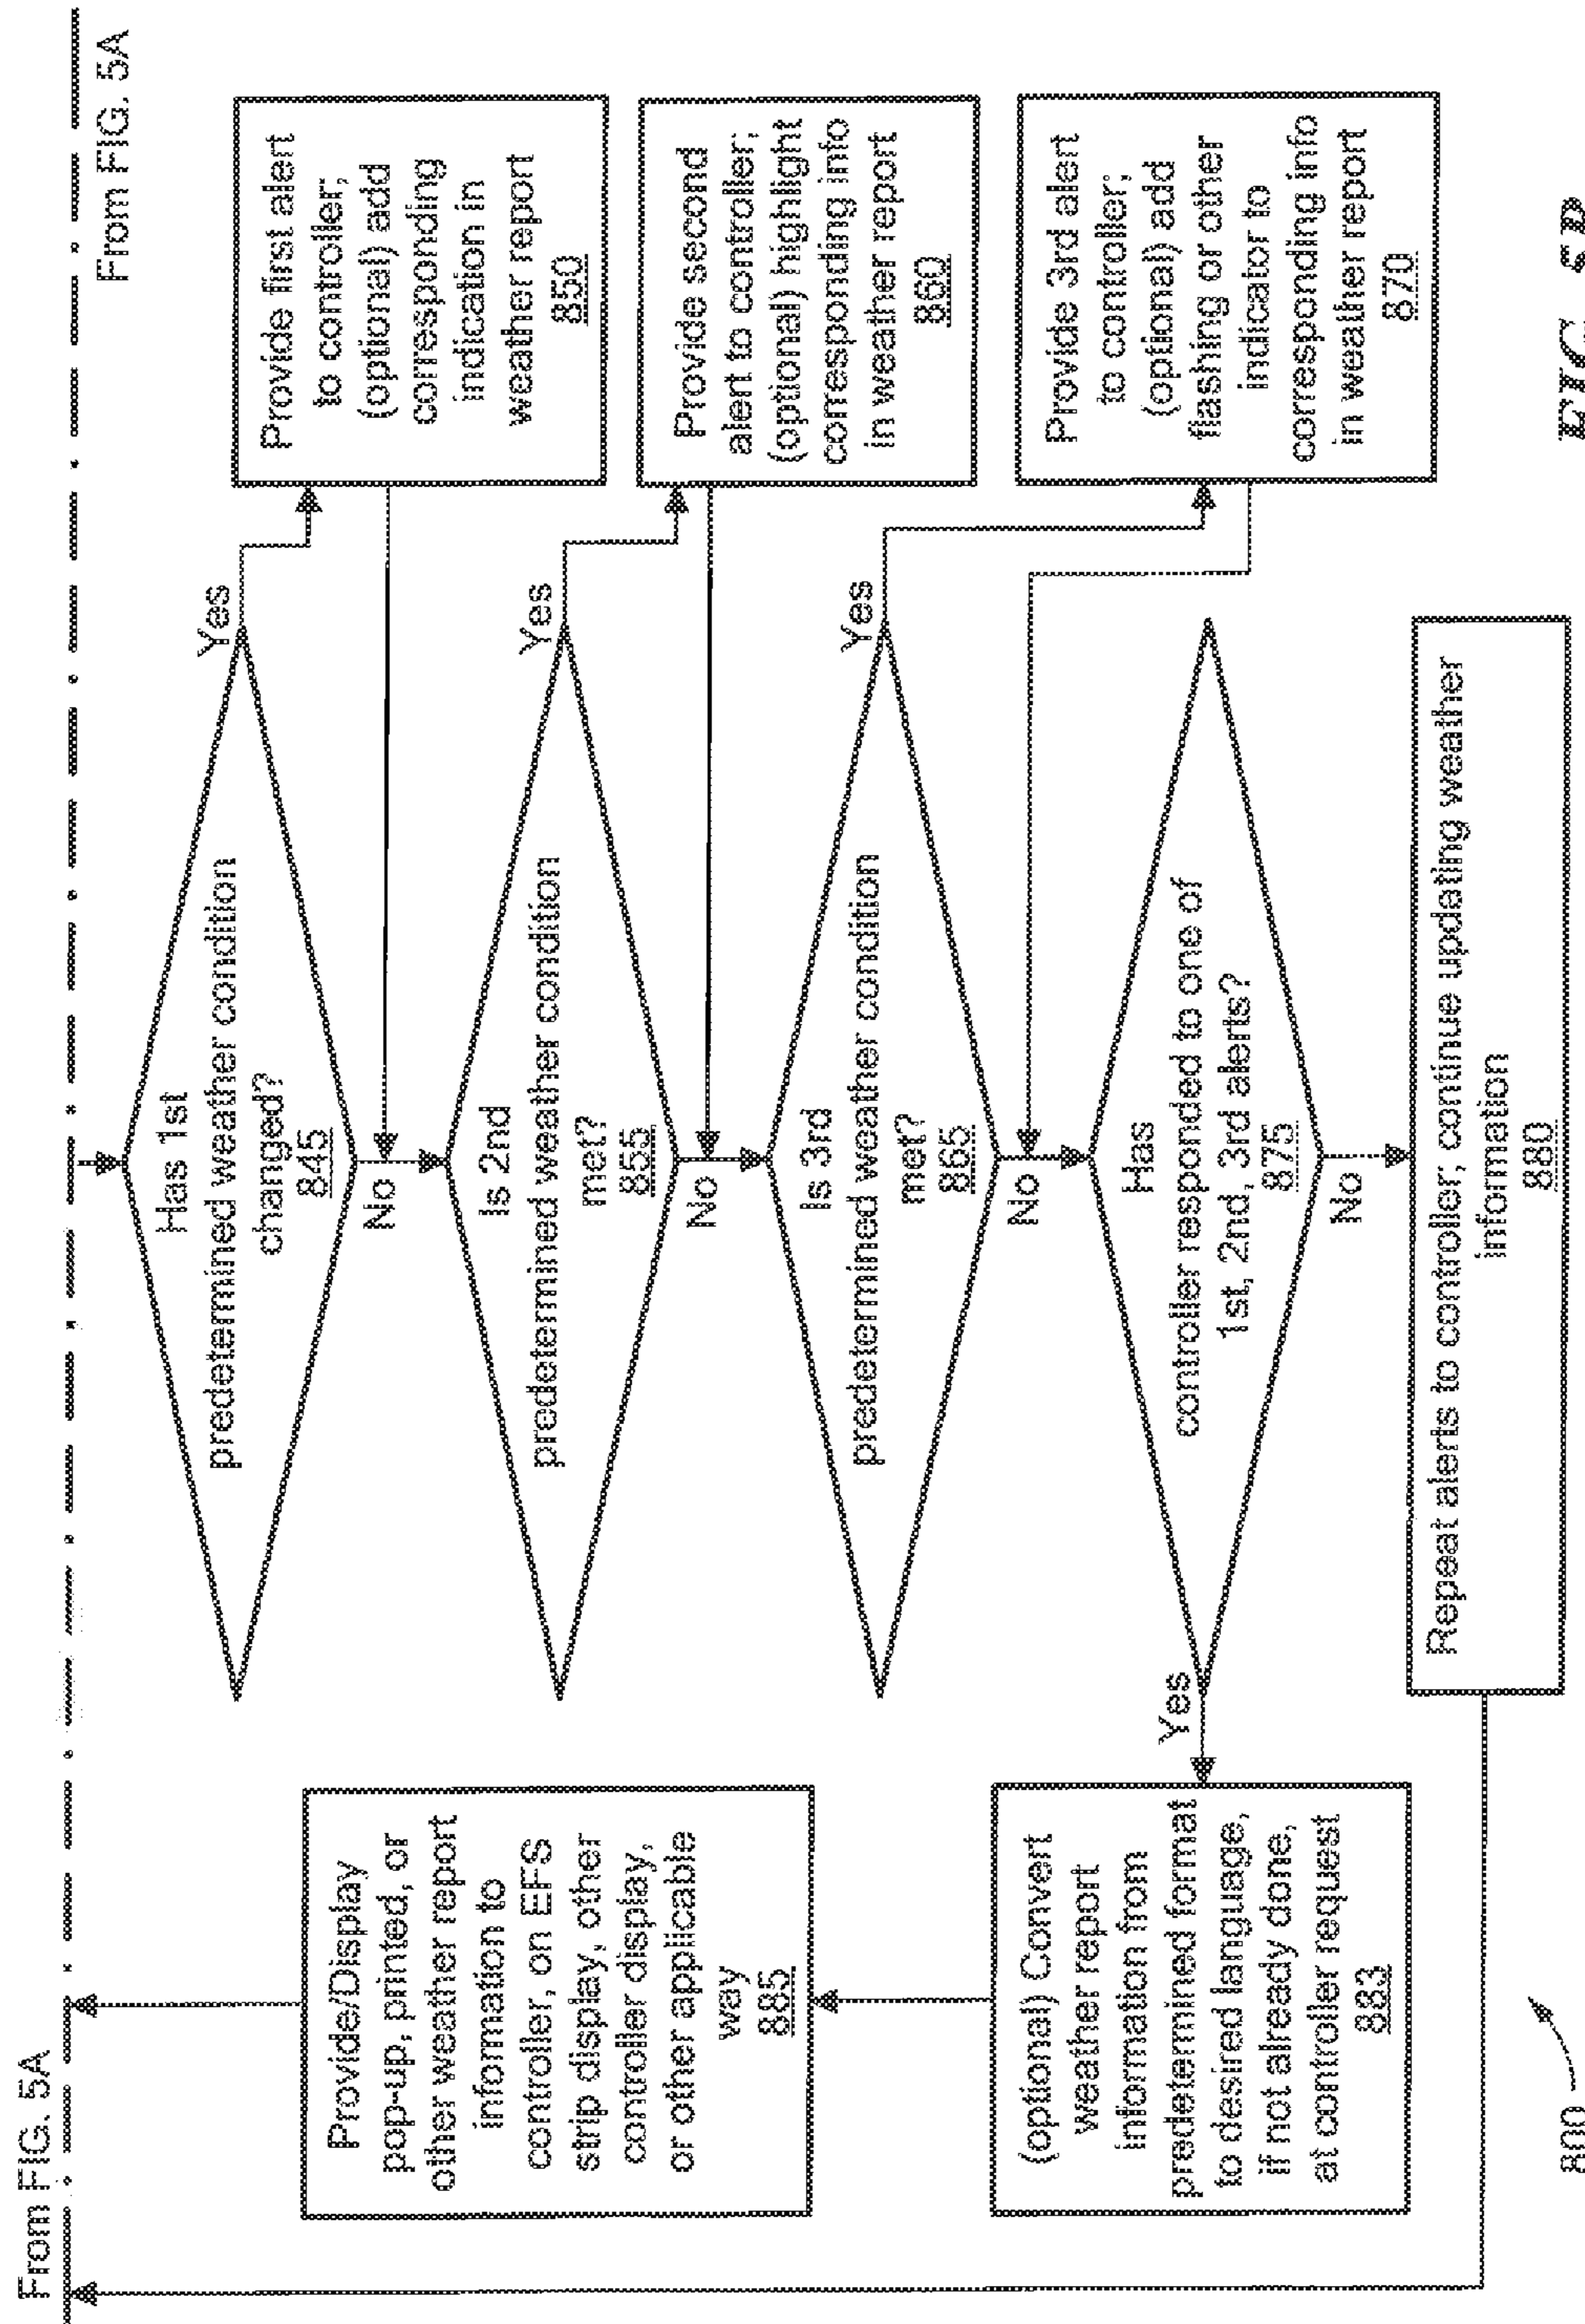 From FIG. 5A
From FIG. 5A
Has 1st
predetermined weather condition
changed?
845
Yes
No
Provide first alert
to controller;
(optional) add
corresponding
indication in
weather report
850
Is 2nd
predetermined weather condition
met?
855
Yes
No
Provide second
alert to controller;
(optional) highlight
corresponding info
in weather report
860
Is 3rd
predetermined weather condition
met?
865
Yes
No
Provide 3rd alert
to controller;
(optional) add
flashing or other
indicator to
corresponding info
in weather report
870
Has
controller responded to one of
1st, 2nd, 3rd alerts?
875
Yes
No
Repeat alerts to controller; continue updating weather
information
880
Provide/Display
pop-up, printed, or
other weather report
information to
controller, on EFS
strip display, other
controller display,
or other applicable
way
885
(optional) Convert
weather report
information from
predetermined format
to desired language,
if not already done,
at controller request
883
800